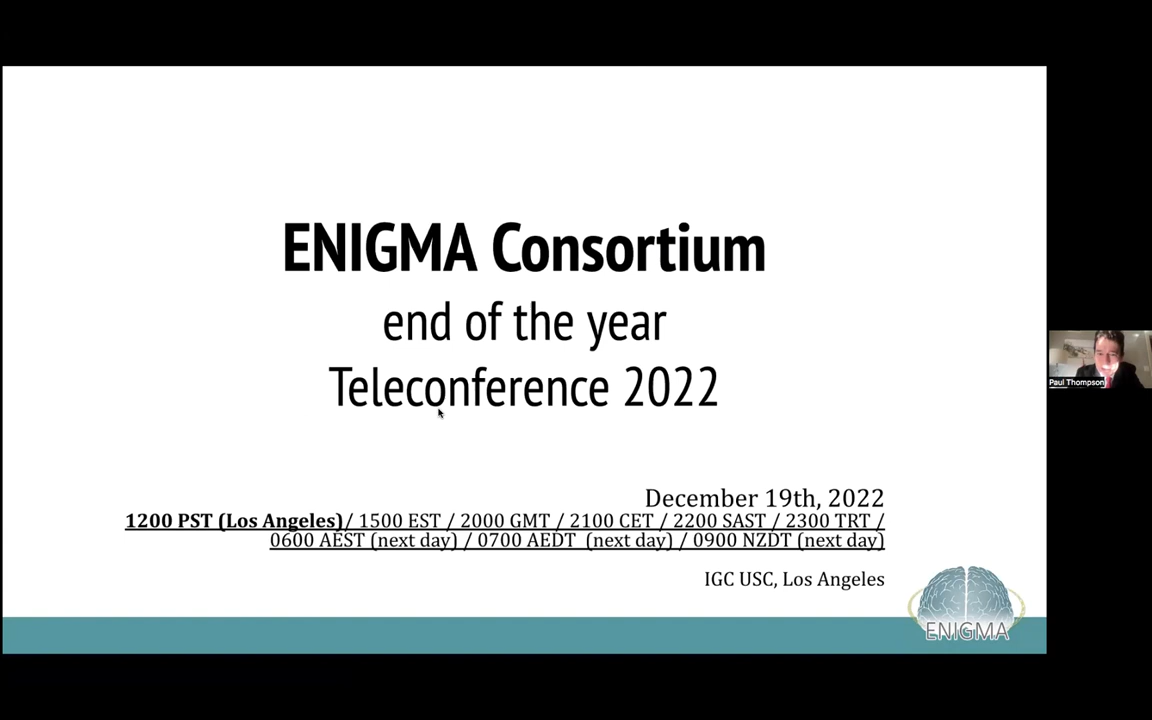 ENIGMA Consortium
end of the year
Teleconference 2022
December 19th, 2022
1200 PST (Los Angeles)/ 1500 EST / 2000 GMT / 2100 CET / 2200 SAST / 2300 TRT /
0600 AEST (next day) / 0700 AEDT (next day) / 0900 NZDT (next day)
IGC USC, Los Angeles
ENIGMA
Paul Thompson